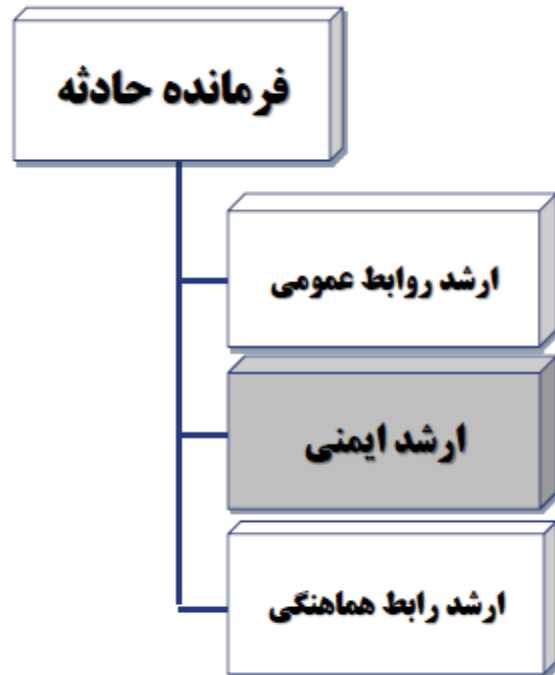 فرمانده حادثه
ارشد روابط عمومی
ارشد ایمنی
ارشد رابط هماهنگی